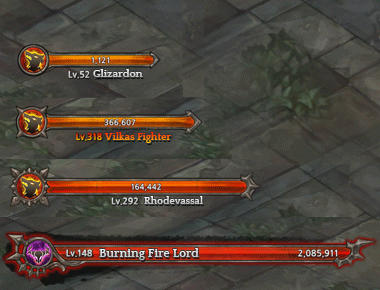 1,121
Lv.52 Glizardon
366,607
Lv.318 Vilkas Fighter
164,442
Lv.292 Rhodevassal
Lv.148 Burning Fire Lord 2,085,911